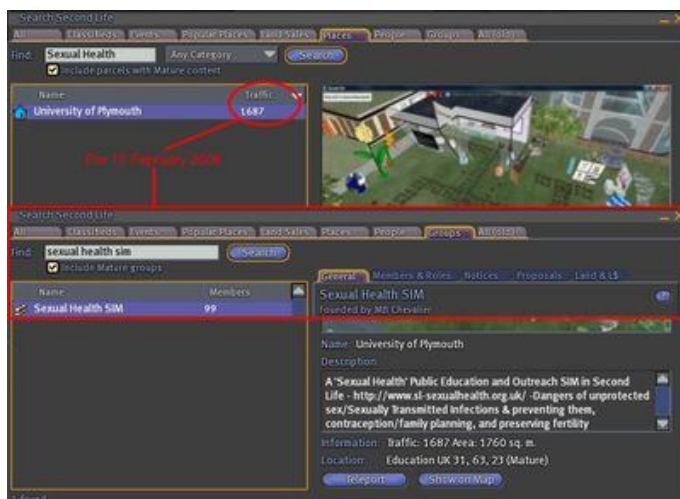 Search Second Life
All Classifieds Events Popular Places Land Sales Places People Groups All (old)
Find: Sexual Health Any Category Search
Include parcels with Mature content
Name Traffic
University of Plymouth 1687
Search Second Life
All Classifieds Events Popular Places Land Sales Places People Groups All (old)
Find: sexual health sim Search
Include Mature groups
General Members & Roles Notices Proposals Land & L$
Name Members
Sexual Health SIM 99
Sexual Health SIM
Founded by MB Chevalier
Name: University of Plymouth
Description:
A 'Sexual Health' Public Education and Outreach SIM in Second
Life - http://www.sl-sexualhealth.org.uk/ -Dangers of unprotected
sex/Sexually Transmitted Infections & preventing them,
contraception/family planning, and preserving fertility
Information: Traffic: 1687 Area: 1760 sq. m.
Location: Education UK 31, 63, 23 (Mature)
Teleport Show on Map